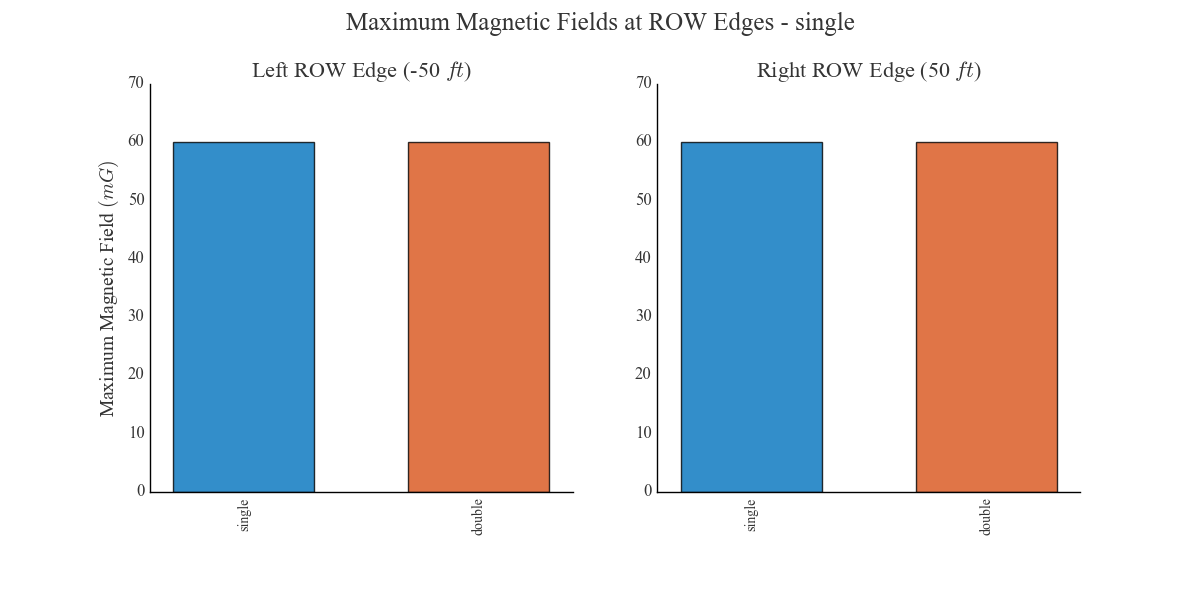 Maximum Magnetic Fields at ROW Edges - single
Left ROW Edge (-50 ft)
Maximum Magnetic Field (mG)
70
60
50
40
30
20
10
0
single
double
Right ROW Edge (50 ft)
70
60
50
40
30
20
10
0
single
double